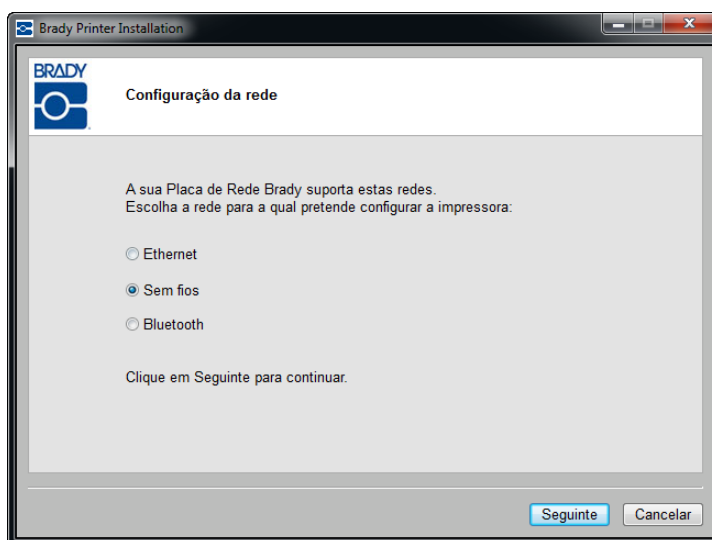 Brady Printer Installation
BRADY
Configuração da rede
A sua Placa de Rede Brady suporta estas redes.
Escolha a rede para a qual pretende configurar a impressora:
Ethernet
Sem fios
Bluetooth
Clique em Seguinte para continuar.
Seguinte
Cancelar